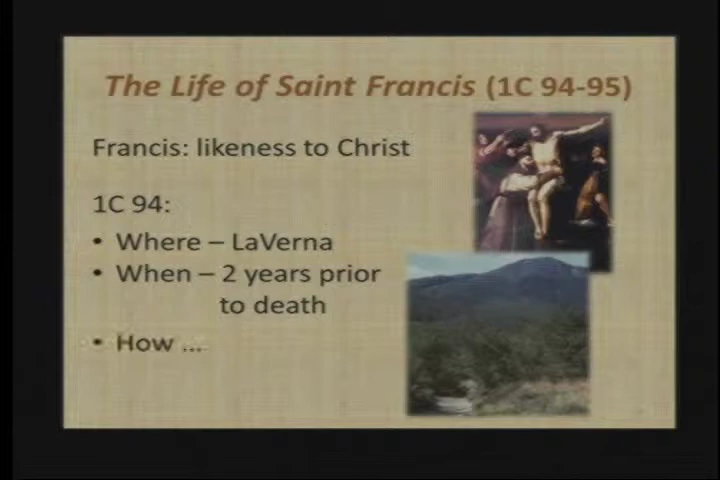 The Life of Saint Francis (1C 94-95)
Francis: likeness to Christ
1C 94:
• Where – LaVerna
• When – 2 years prior
to death
• How ...